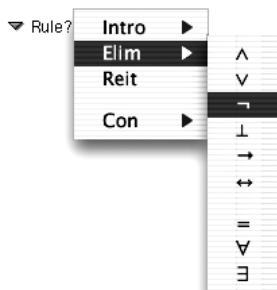 Rule?
Intro ▶
Elim ▶
Reit
Con ▶
∧
∨
¬
⊥
→
↔
=
∀
∃